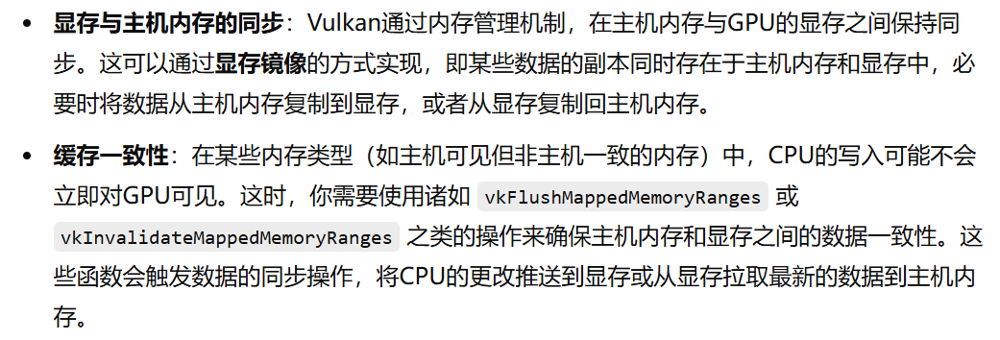 • 显存与主机内存的同步：Vulkan通过内存管理机制，在主机内存与GPU的显存之间保持同
步。这可以通过显存镜像的方式实现，即某些数据的副本同时存在于主机内存和显存中，必
要时将数据从主机内存复制到显存，或者从显存复制回主机内存。
• 缓存一致性：在某些内存类型（如主机可见但非主机一致的内存）中，CPU的写入可能不会
立即对GPU可见。这时，你需要使用诸如 vkFlushMappedMemoryRanges 或
vkInvalidateMappedMemoryRanges 之类的操作来确保主机内存和显存之间的数据一致性。这
些函数会触发数据的同步操作，将CPU的更改推送到显存或从显存拉取最新的数据到主机内
存。